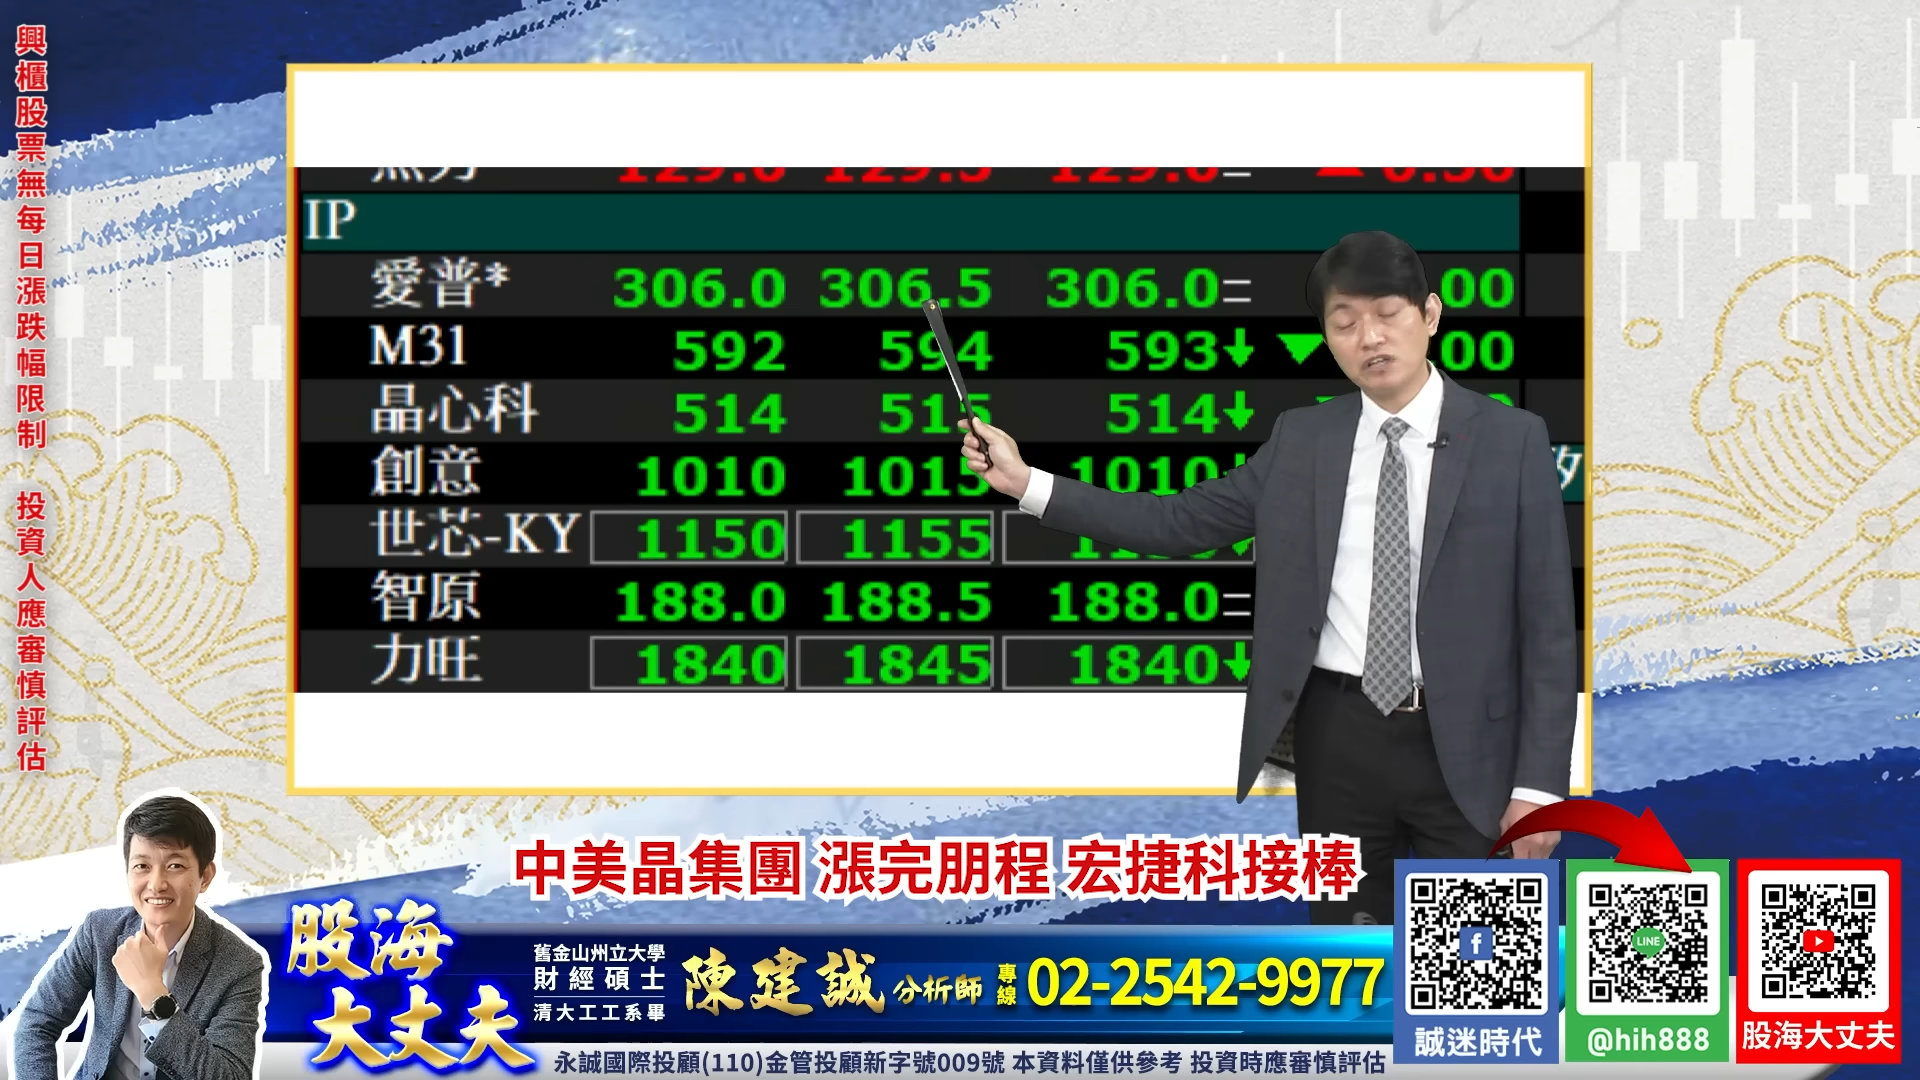 興櫃股票無每日漲跌幅限制 投資人應審慎評估
IP
愛普* 306.0 306.5 306.0= .00
M31 592 594 593↓ ▼ .00
晶心科 514 515 514↓
創意 1010 1015 1010↓
世芯-KY 1150 1155
智原 188.0 188.5 188.0=
力旺 1840 1845 1840↓
中美晶集團 漲完朋程 宏捷科接棒
股海
大丈夫
舊金山州立大學
財經碩士
清大工工系畢
陳建誠 分析師
專線 02-2542-9977
永誠國際投顧(110)金管投顧新字號009號 本資料僅供參考 投資時應審慎評估
f
誠迷時代
LINE
@hih888
股海大丈夫